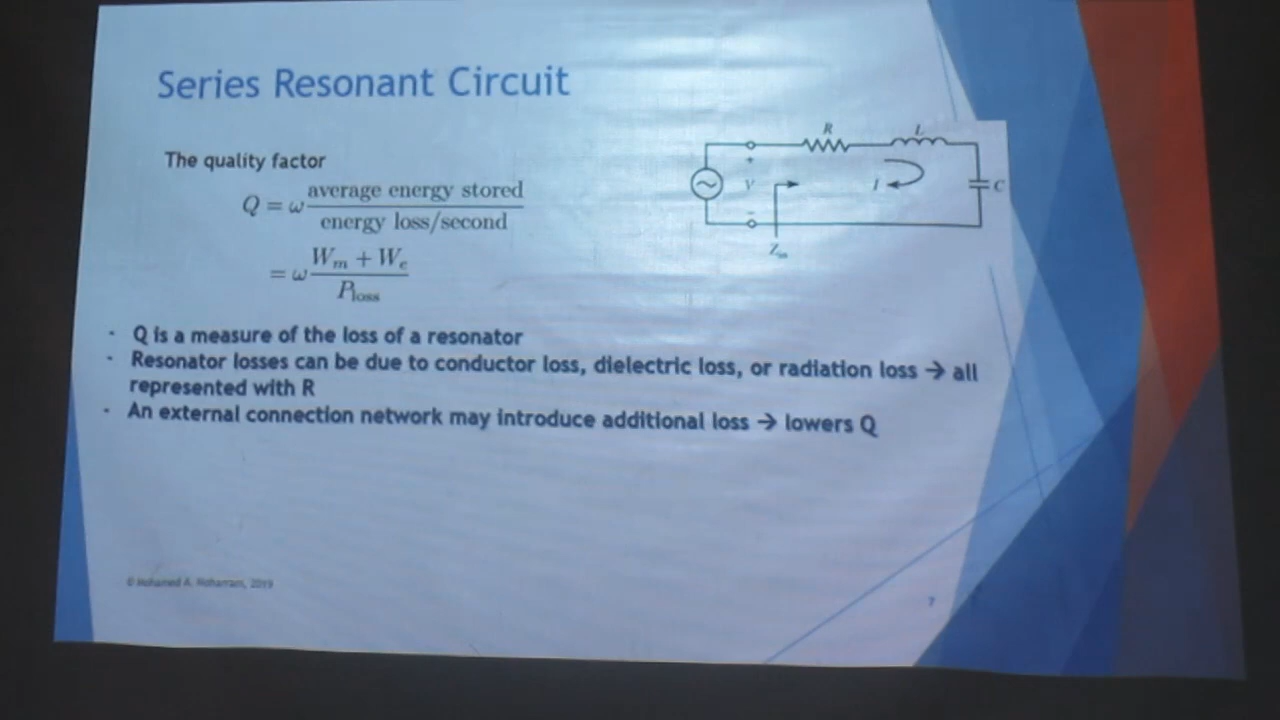 Series Resonant Circuit
The quality factor
Q = ω average energy stored / energy loss/second
= ω (W_m + W_e) / P_loss
R
L
+
V
I
C
-
Z_in
- Q is a measure of the loss of a resonator
- Resonator losses can be due to conductor loss, dielectric loss, or radiation loss → all
represented with R
- An external connection network may introduce additional loss → lowers Q
© Mohamed A. Moharram, 2019
7